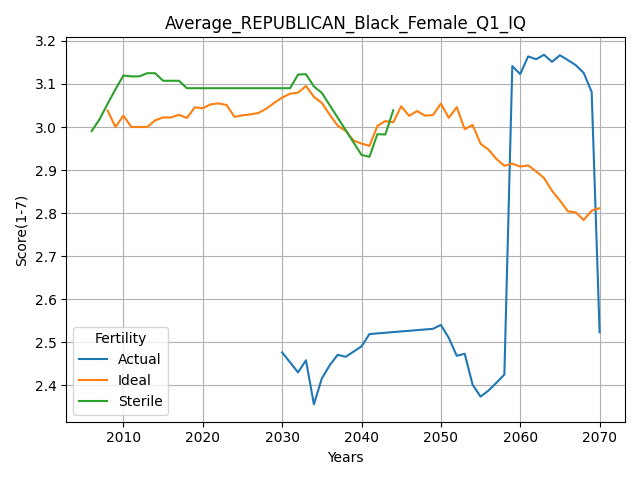 Average_REPUBLICAN_Black_Female_Q1_IQ
Score(1-7)
3.2
3.1
3.0
2.9
2.8
2.7
2.6
2.5
2.4
Fertility
Actual
Ideal
Sterile
2010 2020 2030 2040 2050 2060 2070
Years